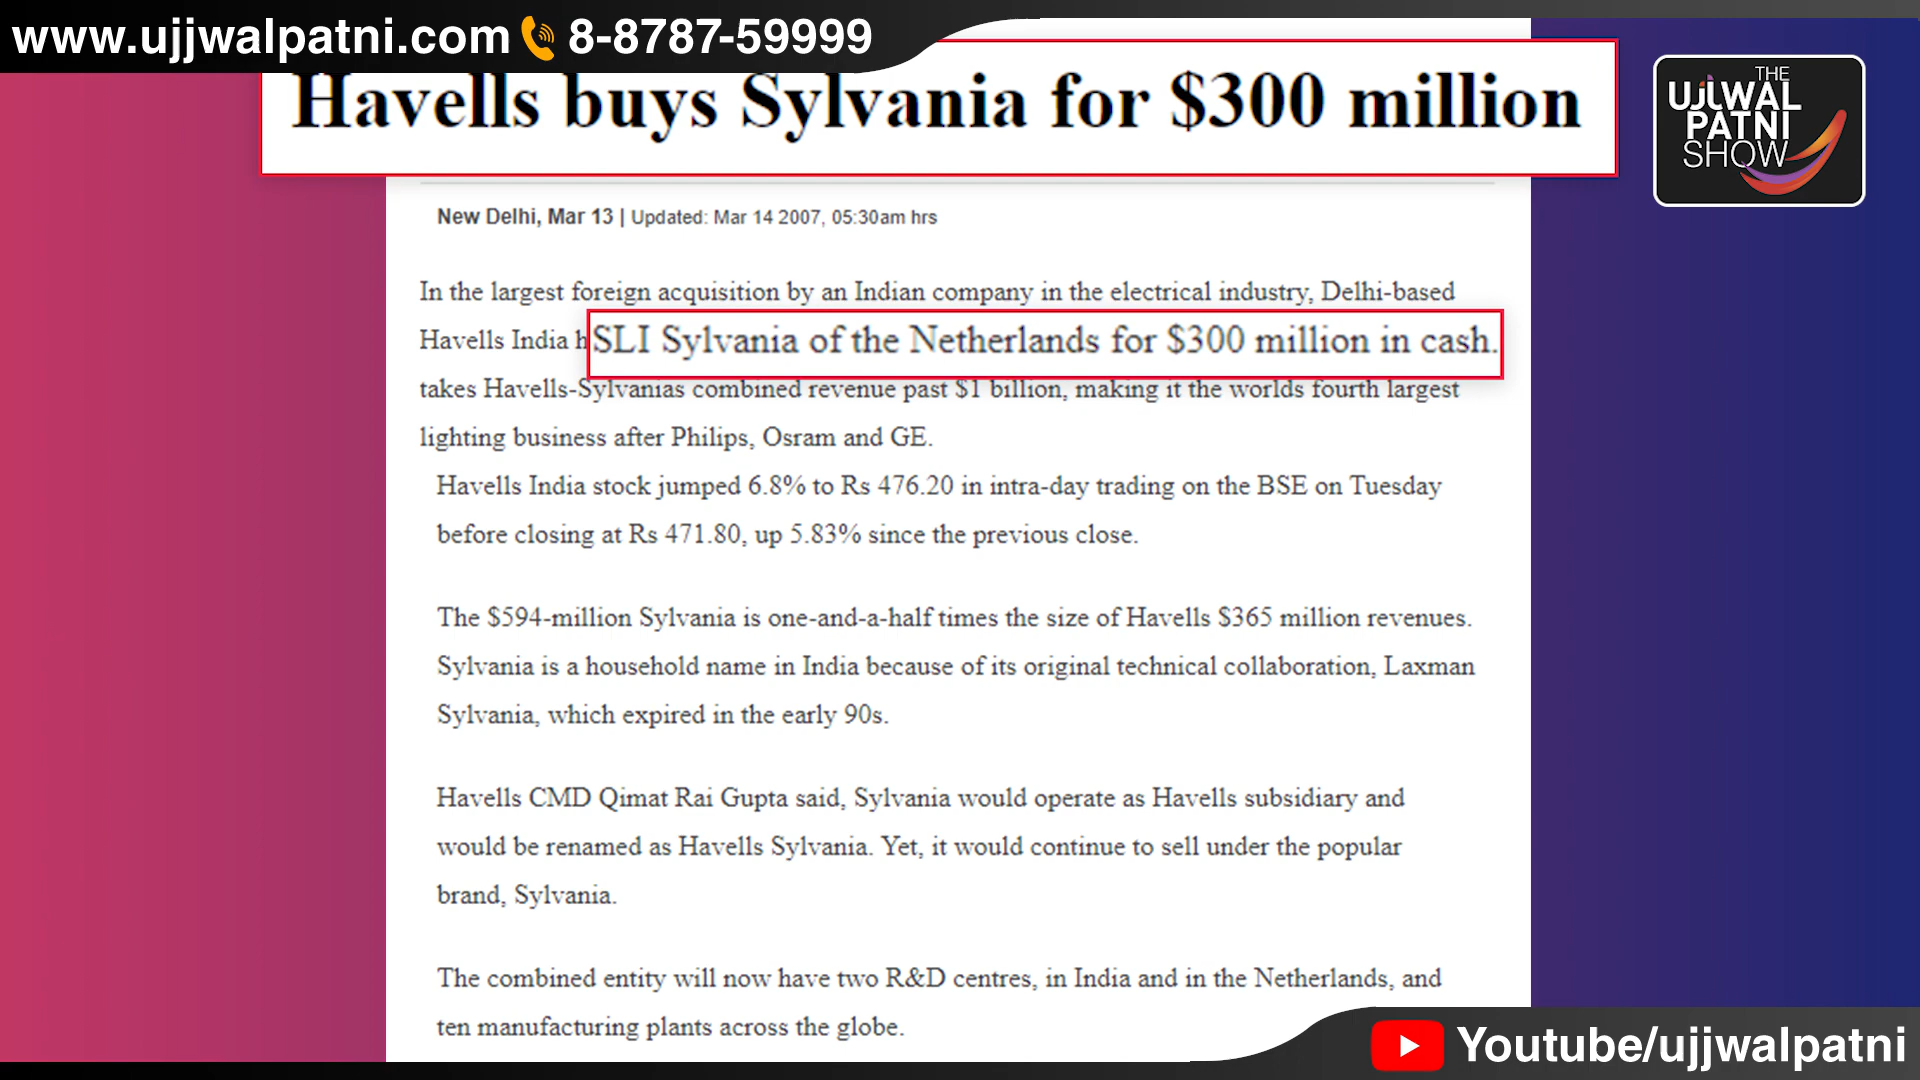 www.ujjwalpatni.com 8-8787-59999
Havells buys Sylvania for $300 million
THE
UJJWAL
PATNI
SHOW
New Delhi, Mar 13 | Updated: Mar 14 2007, 05:30am hrs
In the largest foreign acquisition by an Indian company in the electrical industry, Delhi-based
Havells India h
SLI Sylvania of the Netherlands for $300 million in cash.
takes Havells-Sylvanias combined revenue past $1 billion, making it the worlds fourth largest
lighting business after Philips, Osram and GE.
Havells India stock jumped 6.8% to Rs 476.20 in intra-day trading on the BSE on Tuesday
before closing at Rs 471.80, up 5.83% since the previous close.
The $594-million Sylvania is one-and-a-half times the size of Havells $365 million revenues.
Sylvania is a household name in India because of its original technical collaboration, Laxman
Sylvania, which expired in the early 90s.
Havells CMD Qimat Rai Gupta said, Sylvania would operate as Havells subsidiary and
would be renamed as Havells Sylvania. Yet, it would continue to sell under the popular
brand, Sylvania.
The combined entity will now have two R&D centres, in India and in the Netherlands, and
ten manufacturing plants across the globe.
Youtube/ujjwalpatni